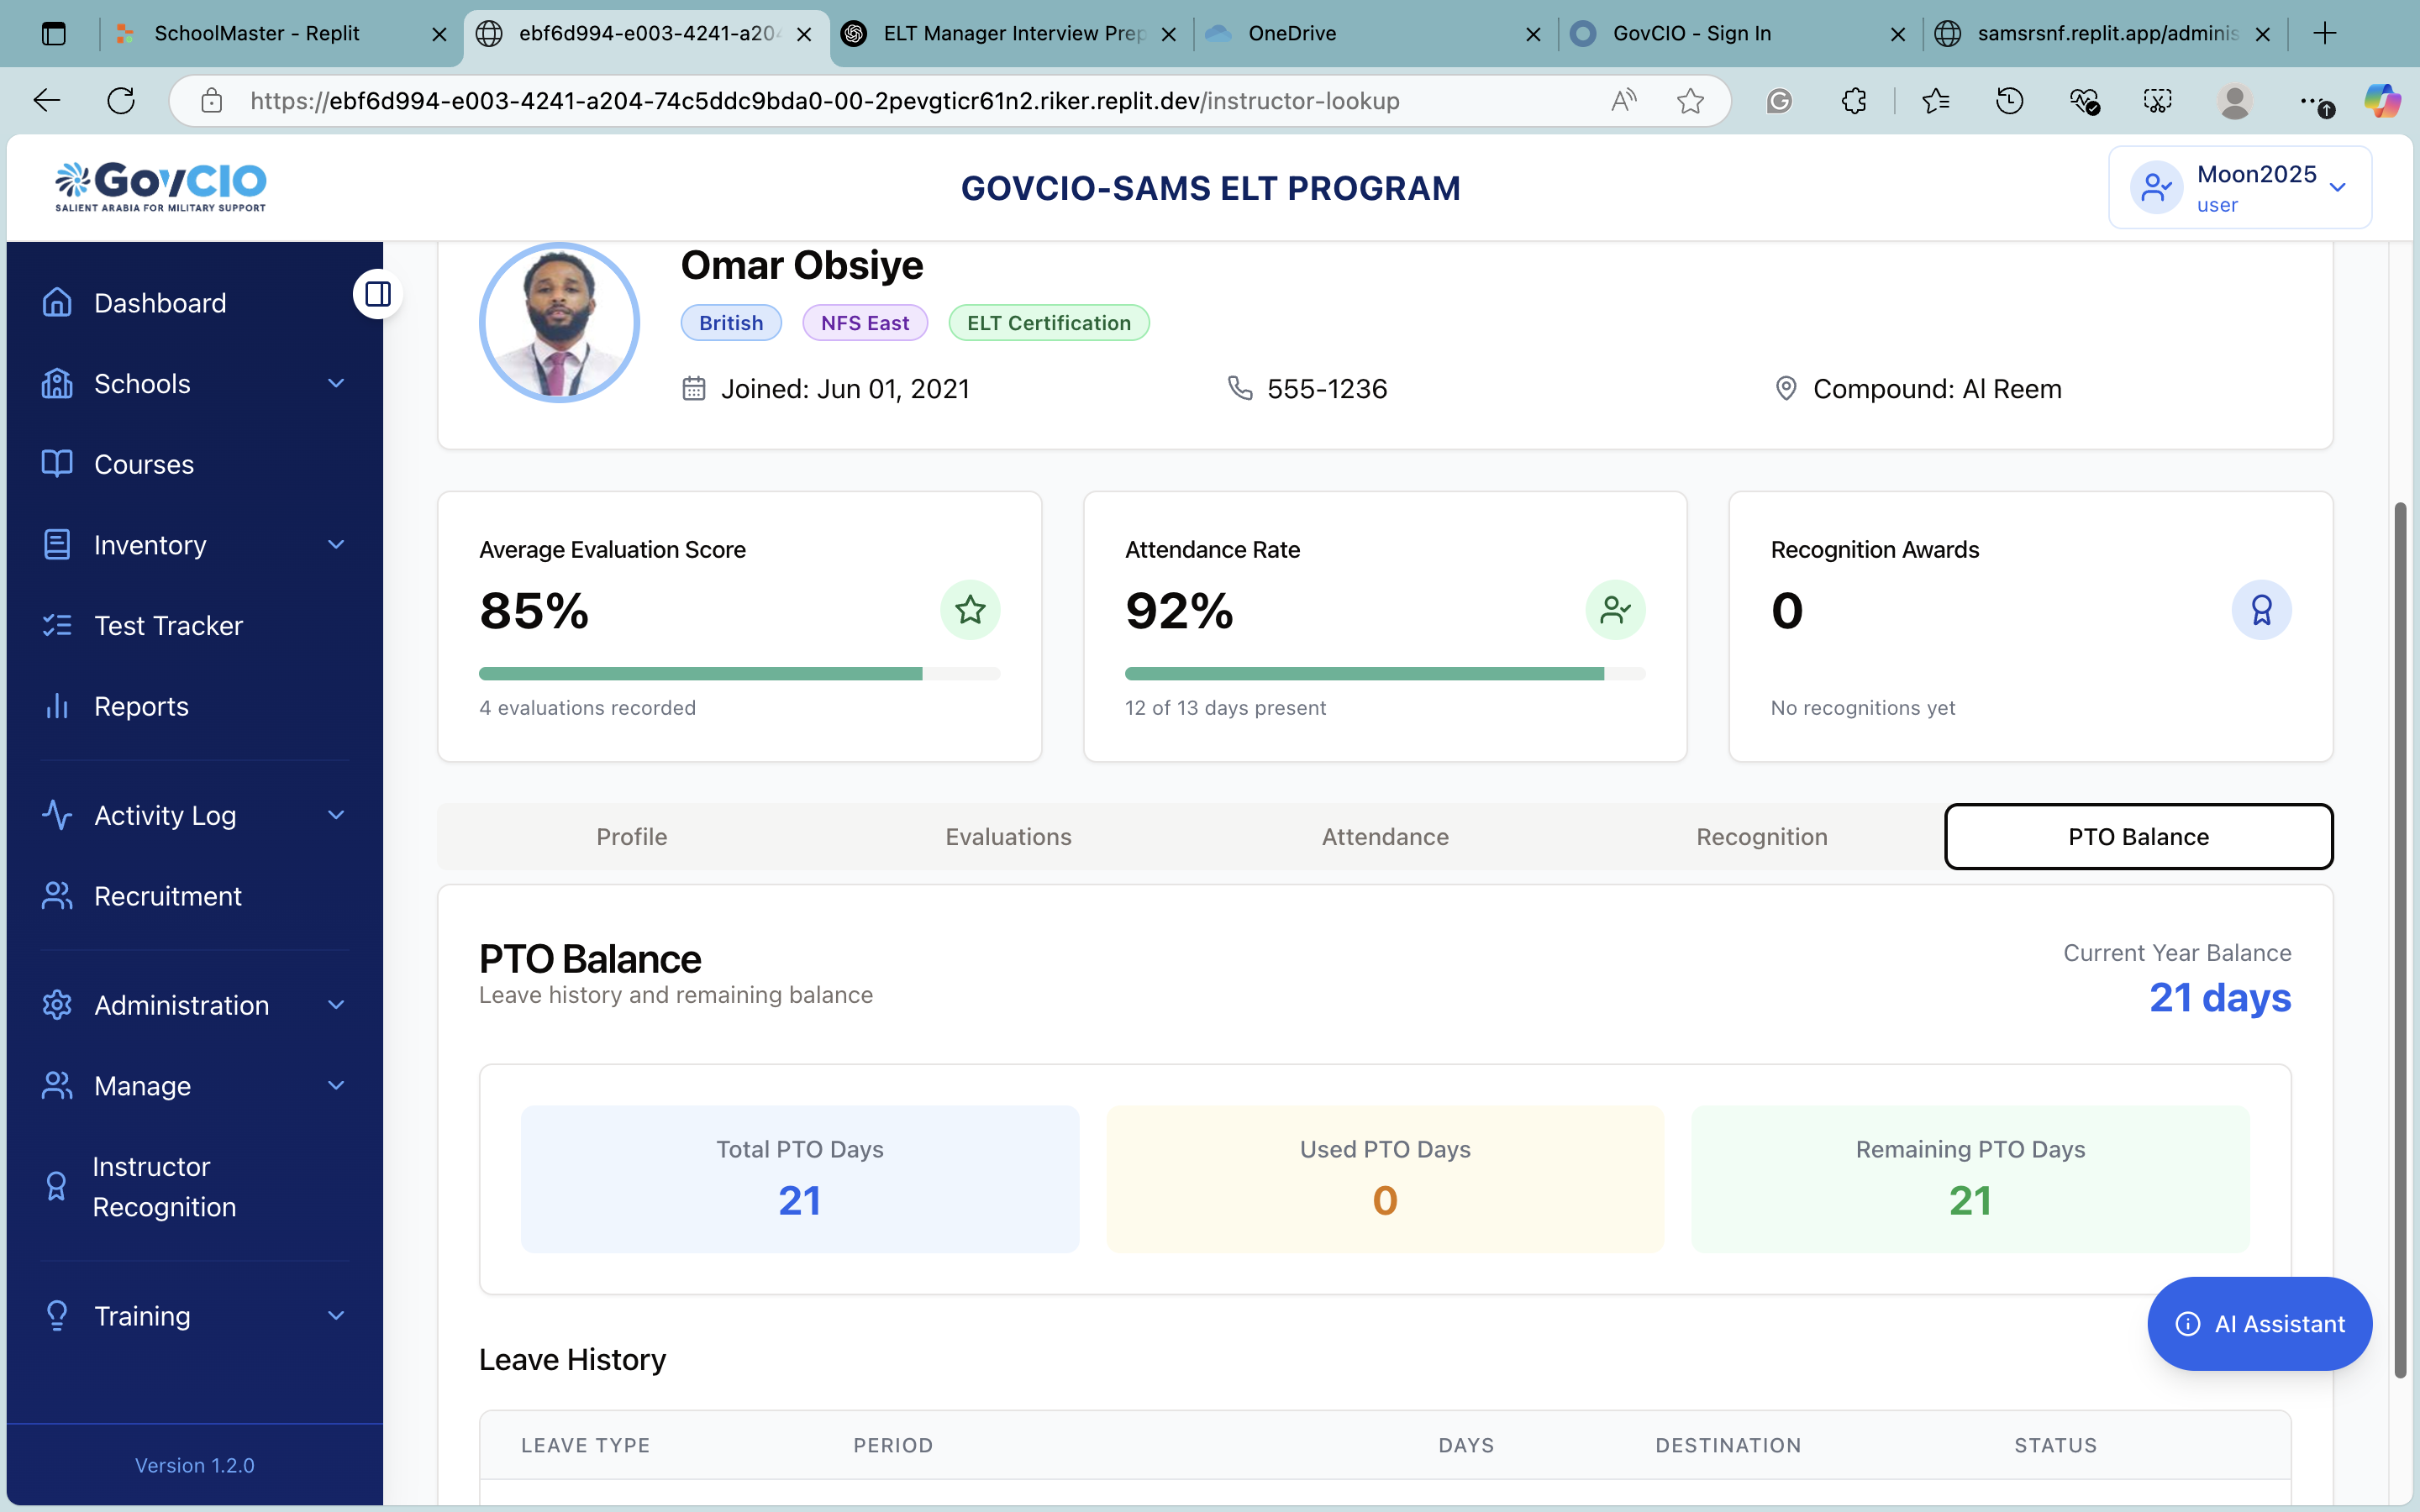 SchoolMaster - Replit
ebf6d994-e003-4241-a204
ELT Manager Interview Prep
OneDrive
GovCIO - Sign In
samsrsnf.replit.app/adminis
https://ebf6d994-e003-4241-a204-74c5ddc9bda0-00-2pevgticr61n2.riker.replit.dev/instructor-lookup
GovCIO
SALIENT ARABIA FOR MILITARY SUPPORT
GOVCIO-SAMS ELT PROGRAM
Moon2025
user
Dashboard
Schools
Courses
Inventory
Test Tracker
Reports
Activity Log
Recruitment
Administration
Manage
Instructor
Recognition
Training
Version 1.2.0
Omar Obsiye
British
NFS East
ELT Certification
Joined: Jun 01, 2021
555-1236
Compound: Al Reem
Average Evaluation Score
85%
4 evaluations recorded
Attendance Rate
92%
12 of 13 days present
Recognition Awards
0
No recognitions yet
Profile
Evaluations
Attendance
Recognition
PTO Balance
PTO Balance
Leave history and remaining balance
Current Year Balance
21 days
Total PTO Days
21
Used PTO Days
0
Remaining PTO Days
21
AI Assistant
Leave History
LEAVE TYPE
PERIOD
DAYS
DESTINATION
STATUS